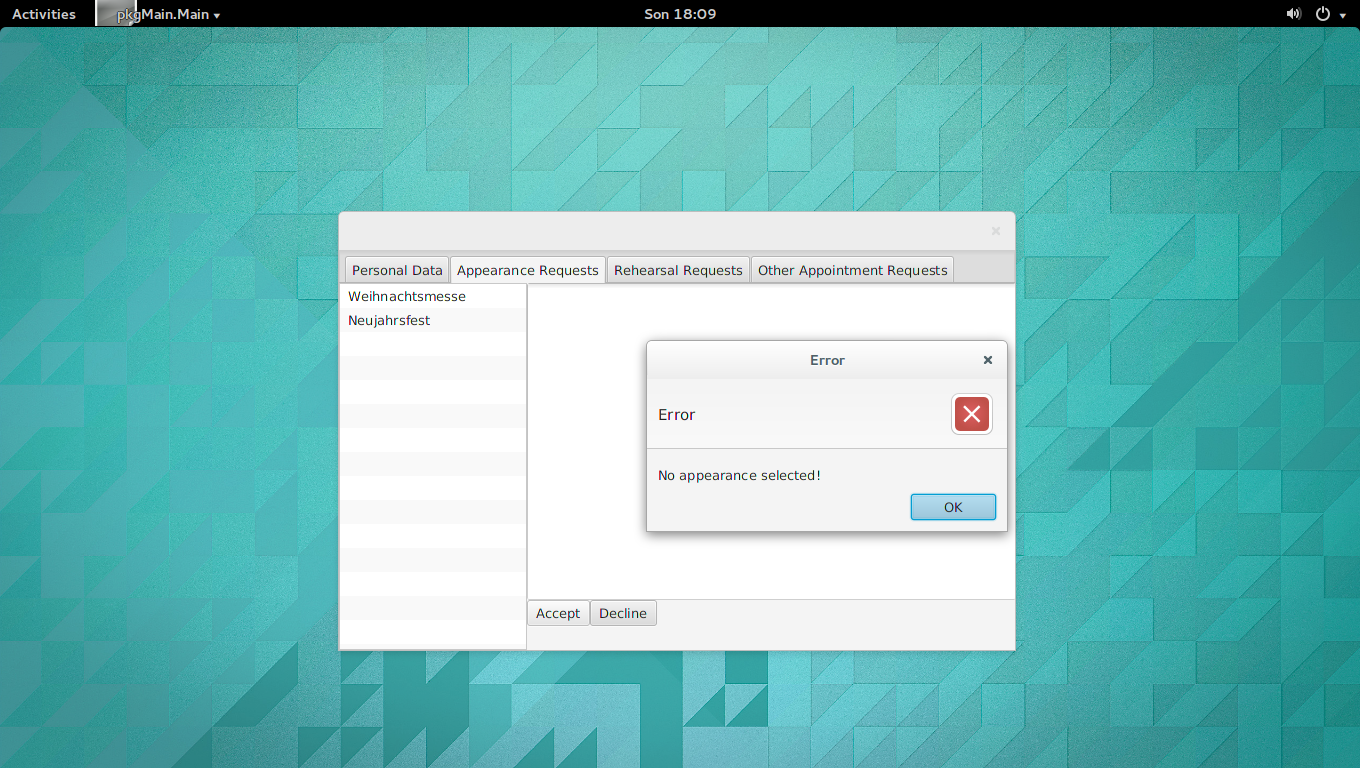 Activities pkgMain.Main Son 18:09
Personal Data Appearance Requests Rehearsal Requests Other Appointment Requests
Weihnachtsmesse
Neujahrsfest
Error
Error
No appearance selected!
OK
Accept Decline